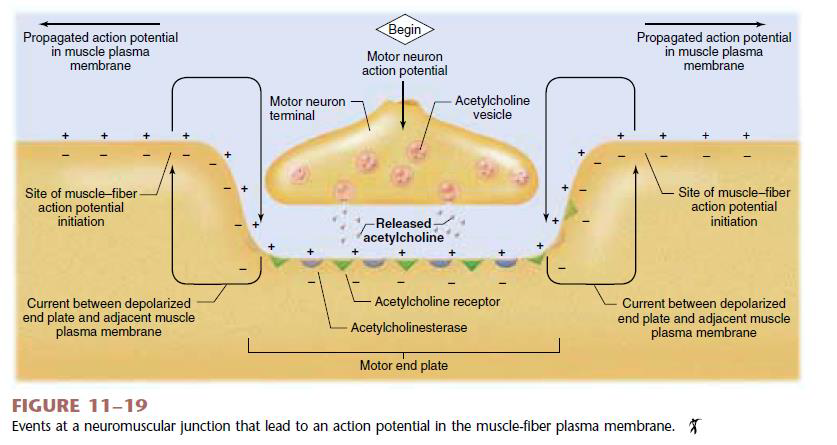 Begin
Propagated action potential
in muscle plasma
membrane
Motor neuron
action potential
Propagated action potential
in muscle plasma
membrane
Motor neuron
terminal
Acetylcholine
vesicle
Site of muscle–fiber
action potential
initiation
Released
acetylcholine
Site of muscle–fiber
action potential
initiation
Current between depolarized
end plate and adjacent muscle
plasma membrane
Acetylcholine receptor
Acetylcholinesterase
Current between depolarized
end plate and adjacent muscle
plasma membrane
Motor end plate
FIGURE 11–19
Events at a neuromuscular junction that lead to an action potential in the muscle-fiber plasma membrane.